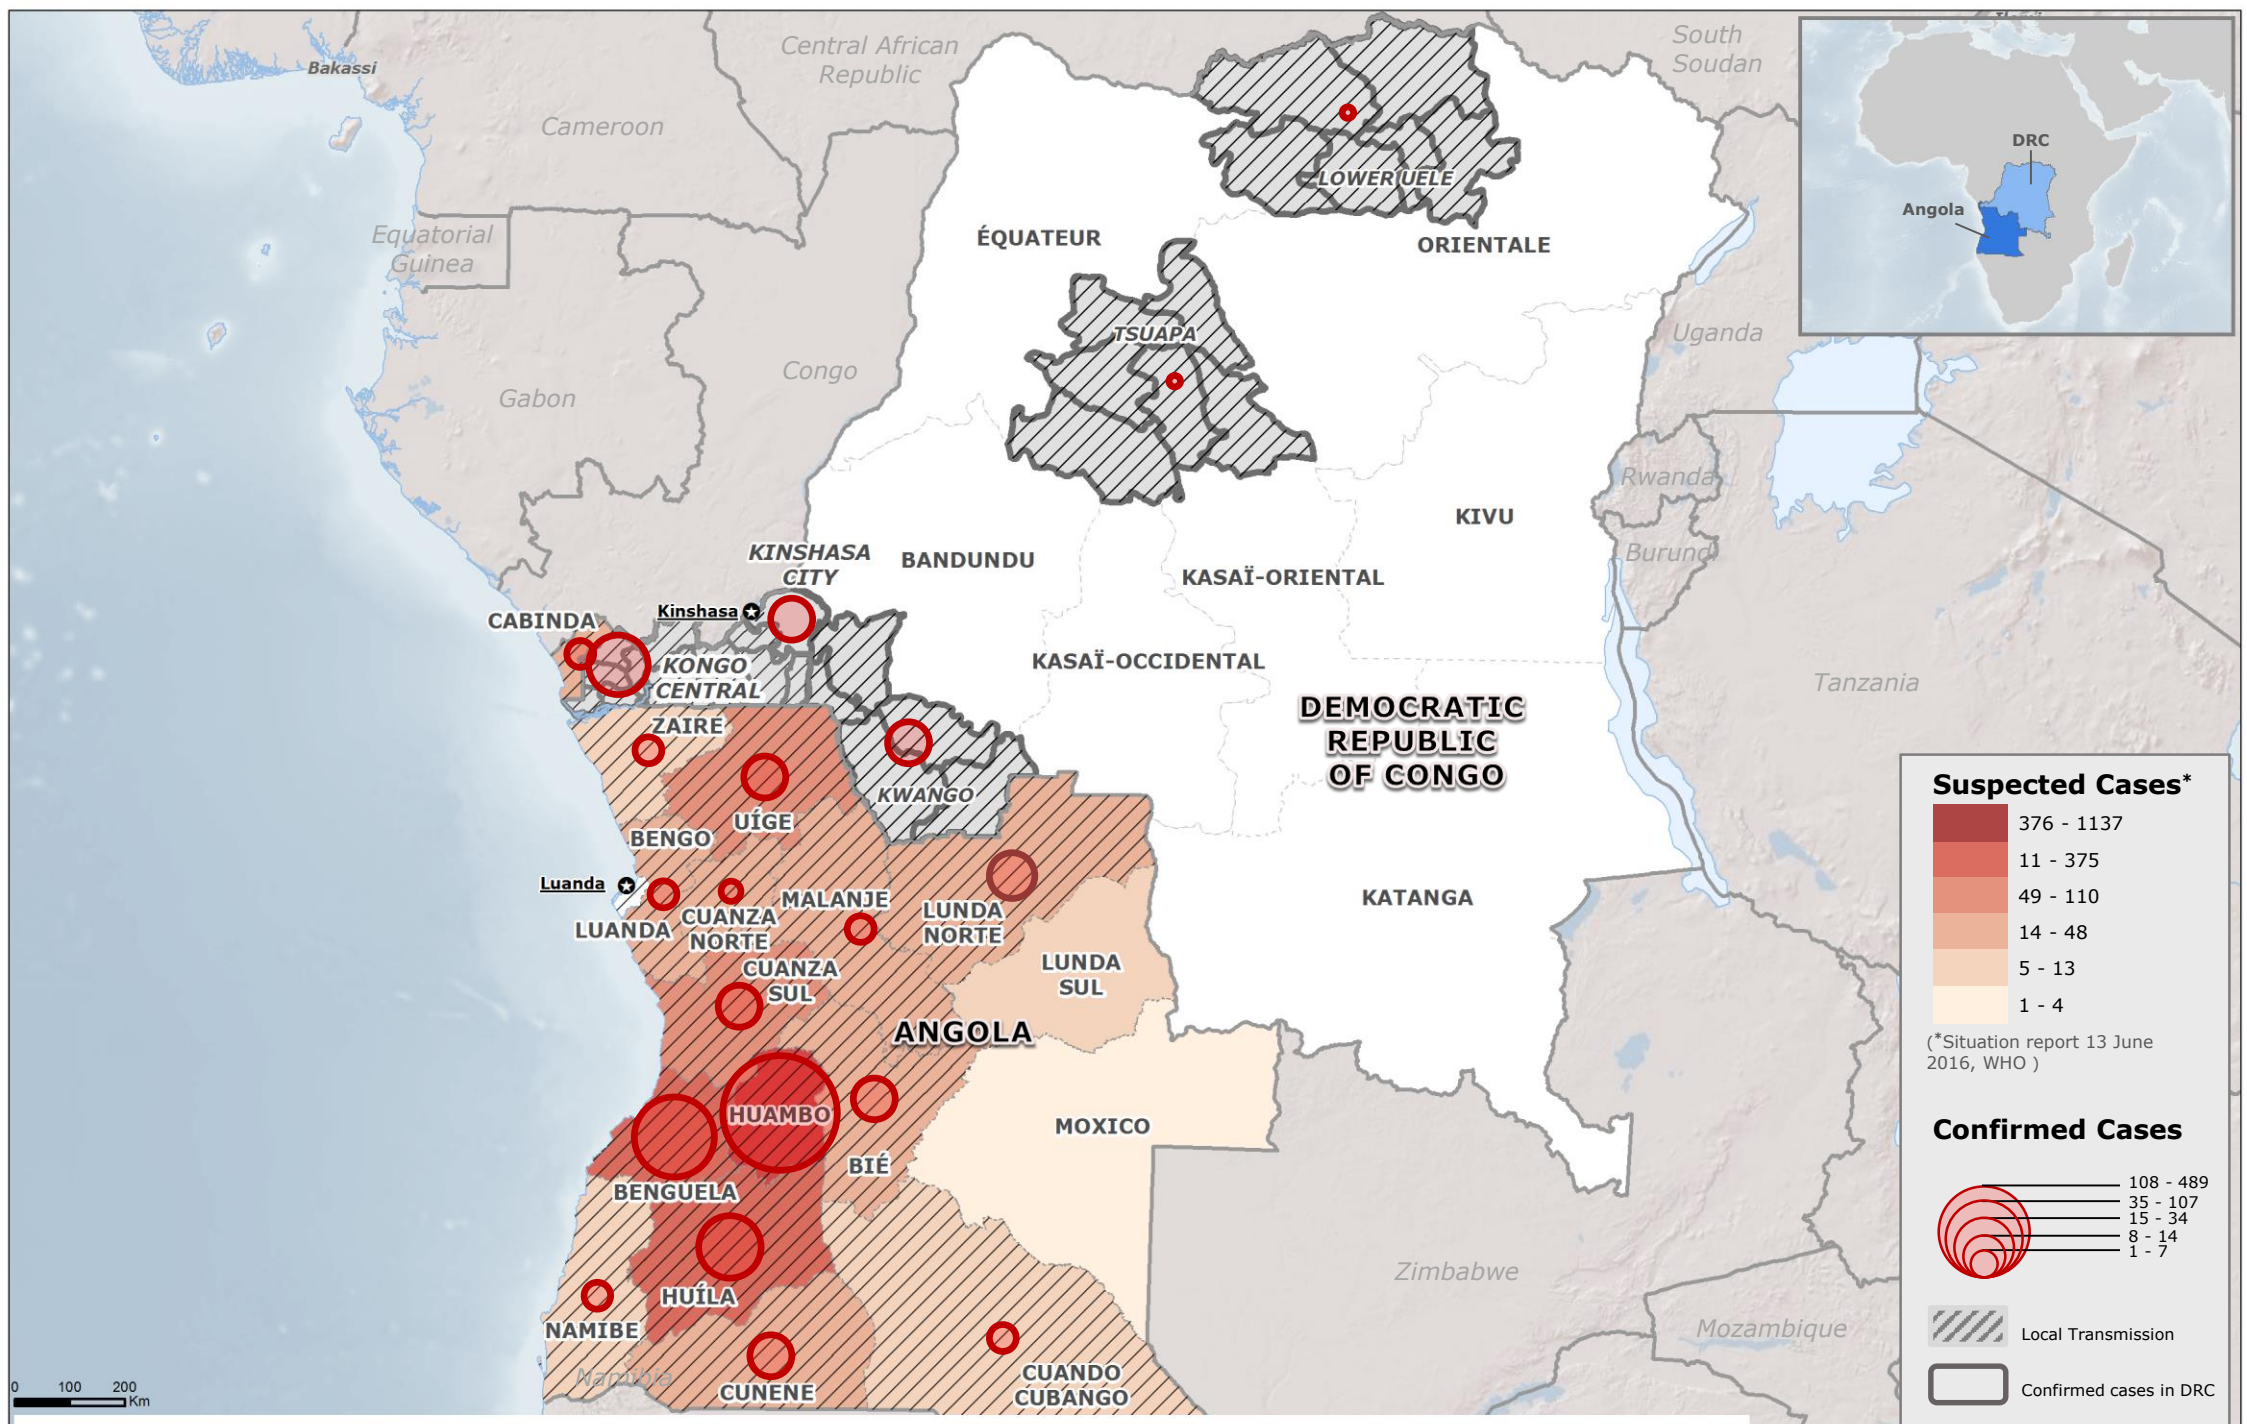 Bakassi
Central African
Republic
South
Soudan
Cameroon
DRC
Angola
LOWER UELE
Equatorial
Guinea
ÉQUATEUR
ORIENTALE
TSUAPA
Uganda
Gabon
Congo
Rwanda
KIVU
Burundi
KINSHASA
CITY
BANDUNDU
KASAÏ-ORIENTAL
Kinshasa
CABINDA
KONGO
CENTRAL
KASAÏ-OCCIDENTAL
Tanzania
DEMOCRATIC
REPUBLIC
OF CONGO
ZAIRE
KWANGO
UÍGE
BENGO
Luanda
LUANDA
CUANZA
NORTE
MALANJE
LUNDA
NORTE
KATANGA
CUANZA
SUL
LUNDA
SUL
ANGOLA
HUAMBO
MOXICO
BIÉ
BENGUELA
HUÍLA
NAMIBE
Zimbabwe
Mozambique
Namibia
CUNENE
CUANDO
CUBANGO
0 100 200
Km
Suspected Cases*
376 - 1137
11 - 375
49 - 110
14 - 48
5 - 13
1 - 4
(*Situation report 13 June
2016, WHO )
Confirmed Cases
108 - 489
35 - 107
15 - 34
8 - 14
1 - 7
Local Transmission
Confirmed cases in DRC